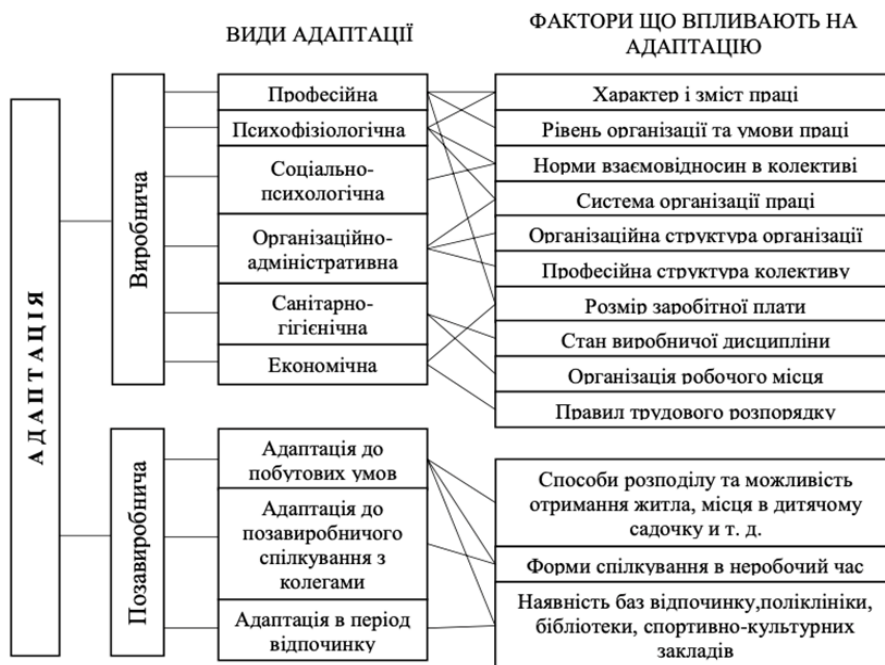 ВИДИ АДАПТАЦІЇ
ФАКТОРИ ЩО ВПЛИВАЮТЬ НА
АДАПТАЦІЮ
АДАПТАЦІЯ
Виробнича
Професійна
Психофізіологічна
Соціально-
психологічна
Організаційно-
адміністративна
Санітарно-
гігієнічна
Економічна
Характер і зміст праці
Рівень організації та умови праці
Норми взаємовідносин в колективі
Система організації праці
Організаційна структура організації
Професійна структура колективу
Розмір заробітної плати
Стан виробничої дисципліни
Організація робочого місця
Правил трудового розпорядку
Позавиробнича
Адаптація до
побутових умов
Адаптація до
позавиробничого
спілкування з
колегами
Адаптація в період
відпочинку
Способи розподілу та можливість
отримання житла, місця в дитячому
садочку и т. д.
Форми спілкування в неробочий час
Наявність баз відпочинку,поліклініки,
бібліотеки, спортивно-культурних
закладів